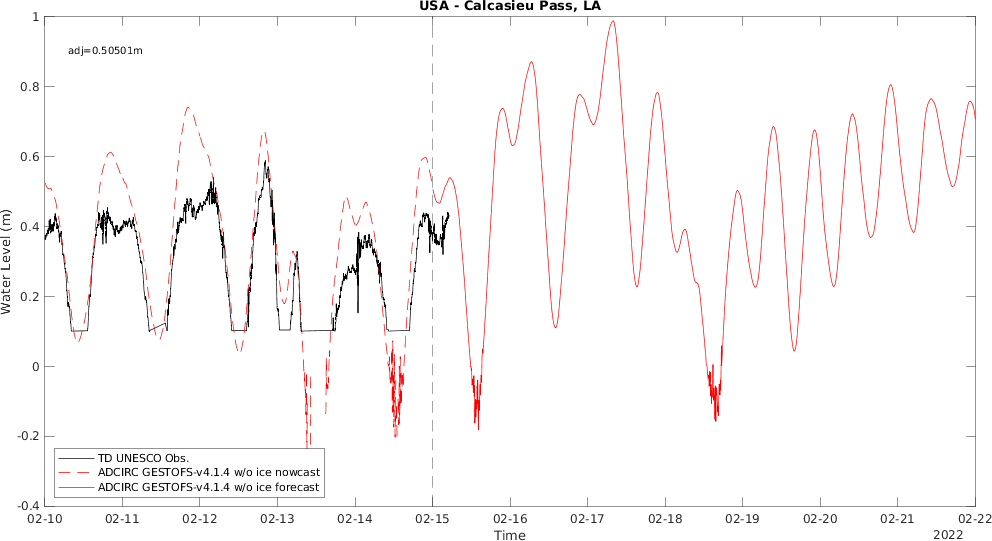 USA - Calcasieu Pass, LA
adj=0.50501m
Water Level (m)
1
0.8
0.6
0.4
0.2
0
-0.2
-0.4
TD UNESCO Obs.
ADCIRC GESTOFS-v4.1.4 w/o ice nowcast
ADCIRC GESTOFS-v4.1.4 w/o ice forecast
02-10 02-11 02-12 02-13 02-14 02-15 02-16 02-17 02-18 02-19 02-20 02-21 02-22
Time
2022